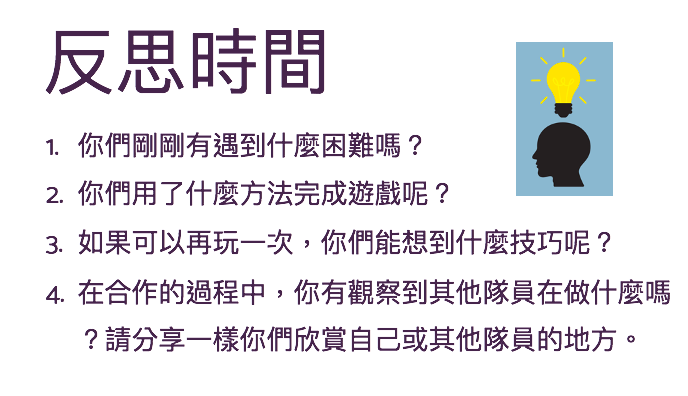 反思時間
1. 你們剛剛有遇到什麼困難嗎？
2. 你們用了什麼方法完成遊戲呢？
3. 如果可以再玩一次，你們能想到什麼技巧呢？
4. 在合作的過程中，你有觀察到其他隊員在做什麼嗎
？請分享一樣你們欣賞自己或其他隊員的地方。